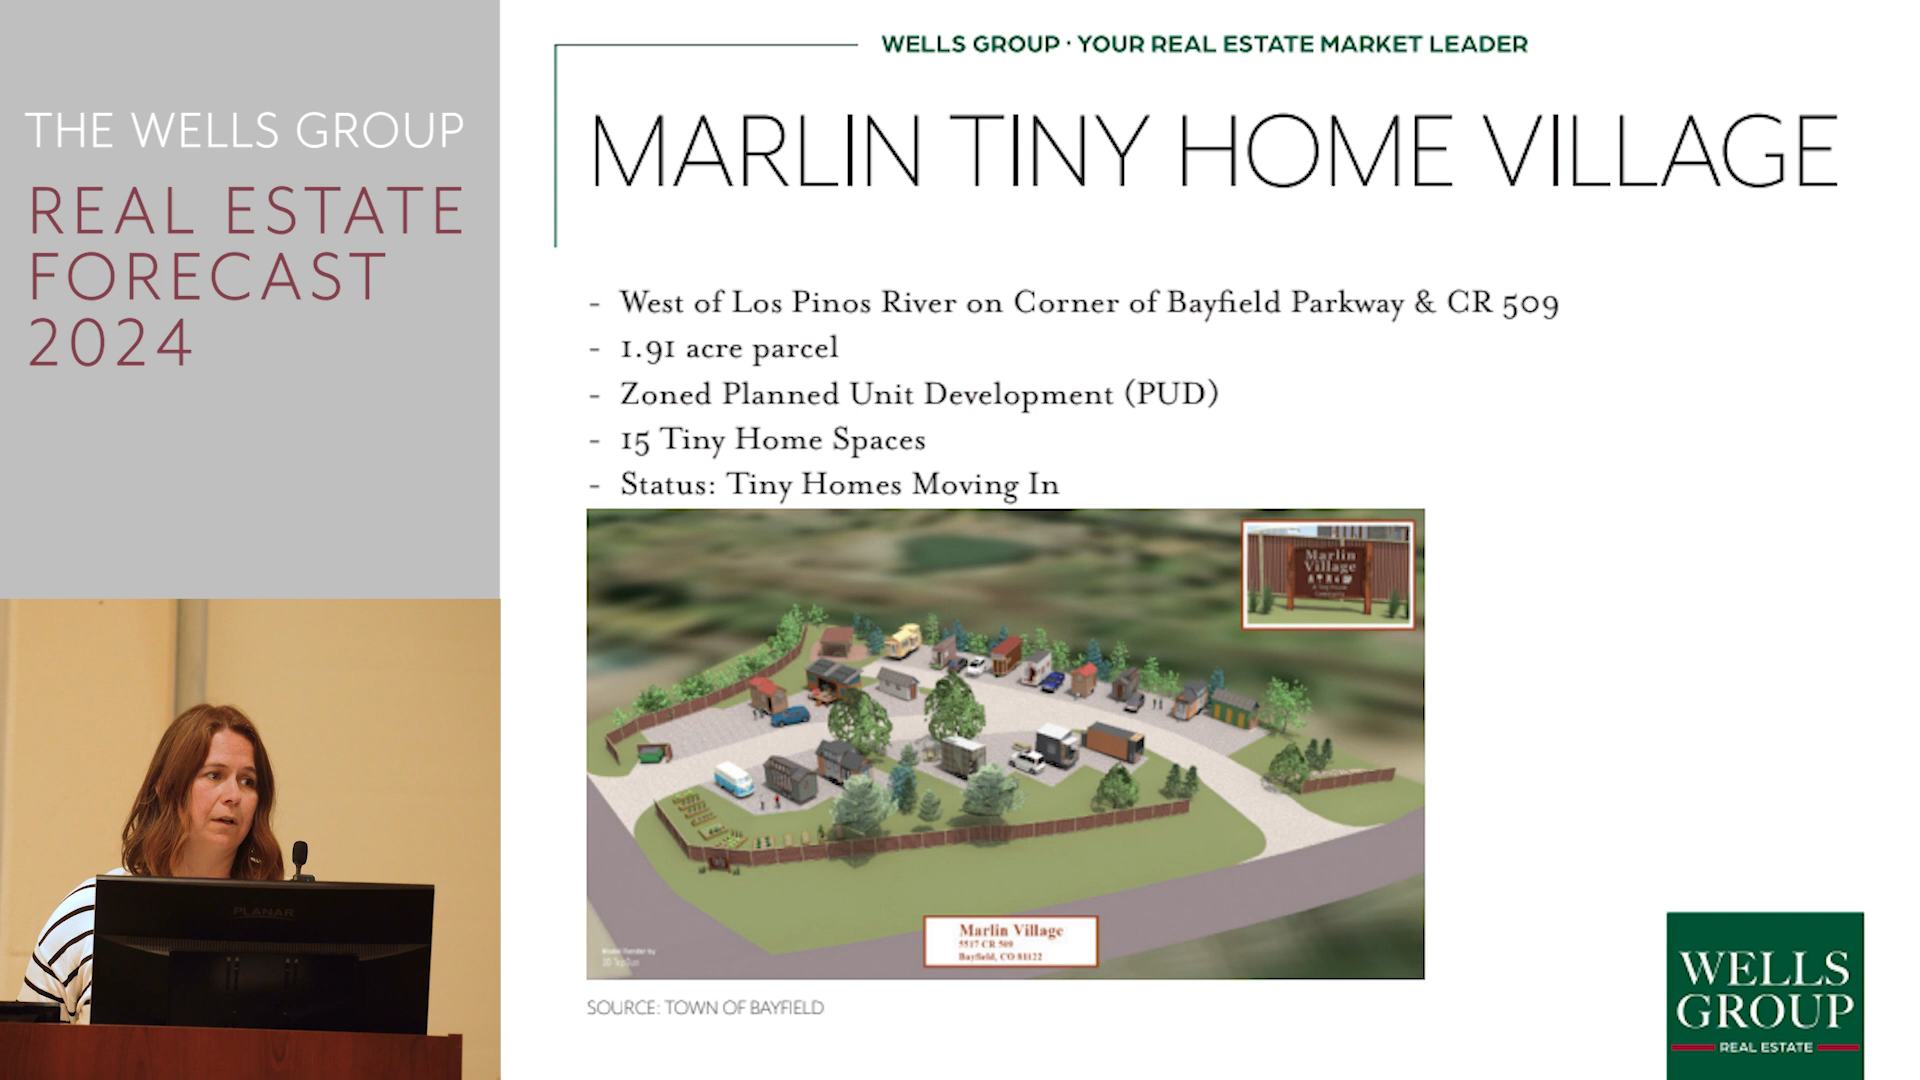 THE WELLS GROUP
REAL ESTATE
FORECAST
2024
WELLS GROUP · YOUR REAL ESTATE MARKET LEADER
MARLIN TINY HOME VILLAGE
- West of Los Pinos River on Corner of Bayfield Parkway & CR 509
- 1.91 acre parcel
- Zoned Planned Unit Development (PUD)
- 15 Tiny Home Spaces
- Status: Tiny Homes Moving In
Marlin
Village
Marlin Village
5517 CR 509
Bayfield, CO 81122
SOURCE: TOWN OF BAYFIELD
PLANAR
WELLS
GROUP
REAL ESTATE